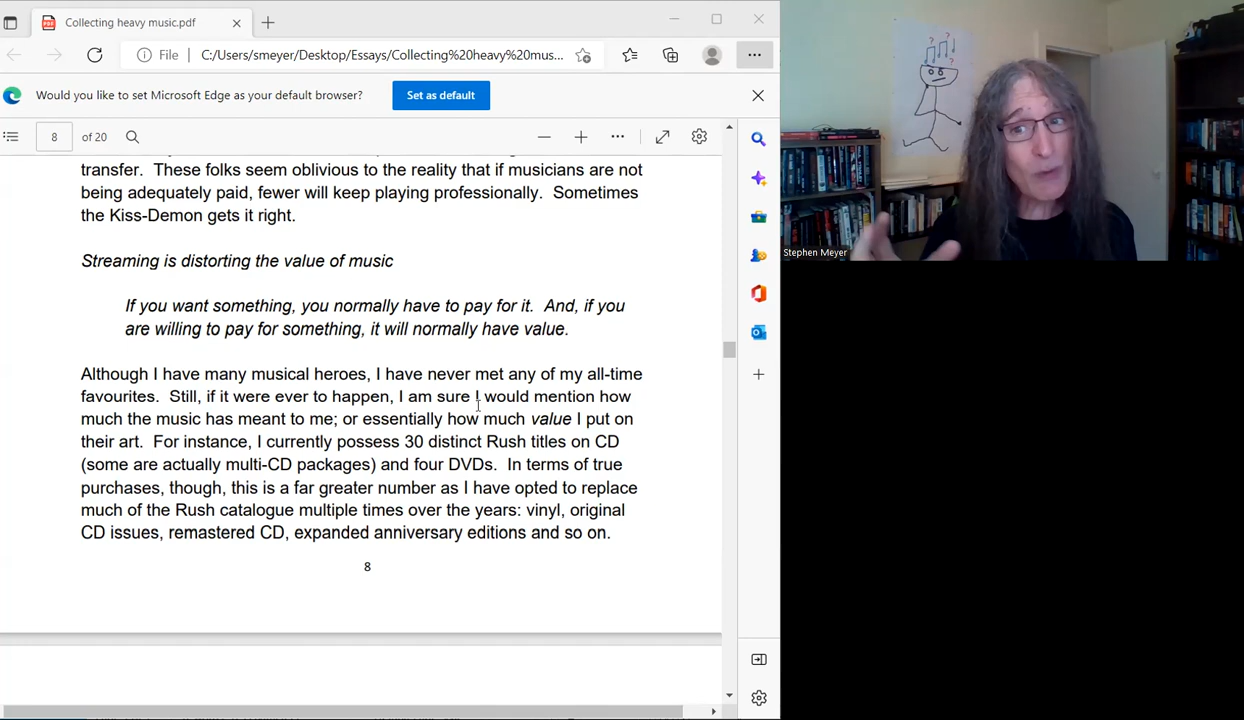 Collecting heavy music.pdf
File
C:/Users/smeyer/Desktop/Essays/Collecting%20heavy%20mus...
Would you like to set Microsoft Edge as your default browser?
Set as default
8 of 20
transfer. These folks seem oblivious to the reality that if musicians are not
being adequately paid, fewer will keep playing professionally. Sometimes
the Kiss-Demon gets it right.
Streaming is distorting the value of music
If you want something, you normally have to pay for it. And, if you
are willing to pay for something, it will normally have value.
Although I have many musical heroes, I have never met any of my all-time
favourites. Still, if it were ever to happen, I am sure I would mention how
much the music has meant to me; or essentially how much value I put on
their art. For instance, I currently possess 30 distinct Rush titles on CD
(some are actually multi-CD packages) and four DVDs. In terms of true
purchases, though, this is a far greater number as I have opted to replace
much of the Rush catalogue multiple times over the years: vinyl, original
CD issues, remastered CD, expanded anniversary editions and so on.
8
Stephen Meyer